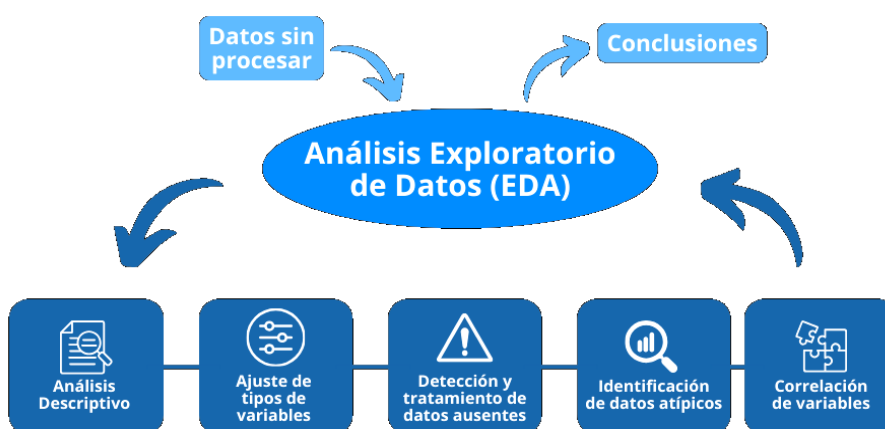 Datos sin
procesar
Conclusiones
Análisis Exploratorio
de Datos (EDA)
Análisis
Descriptivo
Ajuste de
tipos de
variables
Detección y
tratamiento de
datos ausentes
Identificación
de datos atípicos
Correlación
de variables